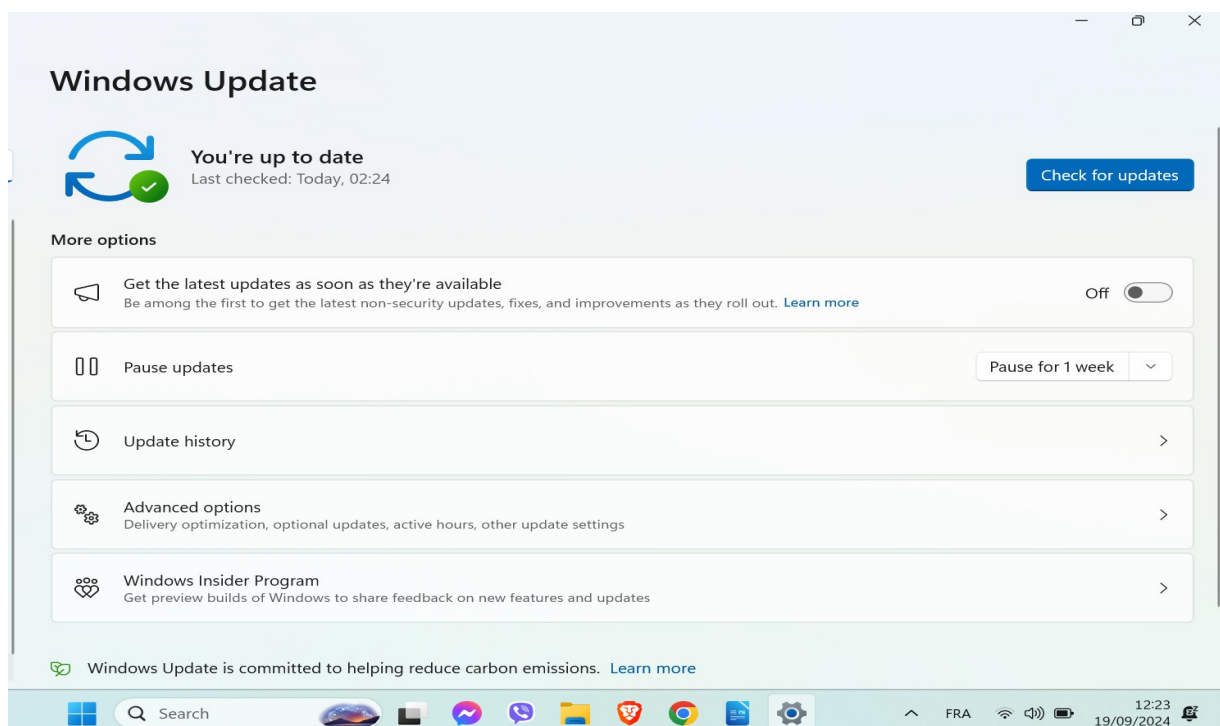 Windows Update
You're up to date
Last checked: Today, 02:24
Check for updates
More options
Get the latest updates as soon as they're available
Be among the first to get the latest non-security updates, fixes, and improvements as they roll out. Learn more
Off
Pause updates
Pause for 1 week
Update history
Advanced options
Delivery optimization, optional updates, active hours, other update settings
Windows Insider Program
Get preview builds of Windows to share feedback on new features and updates
Windows Update is committed to helping reduce carbon emissions. Learn more
Search
FRA
12:23
19/09/2024